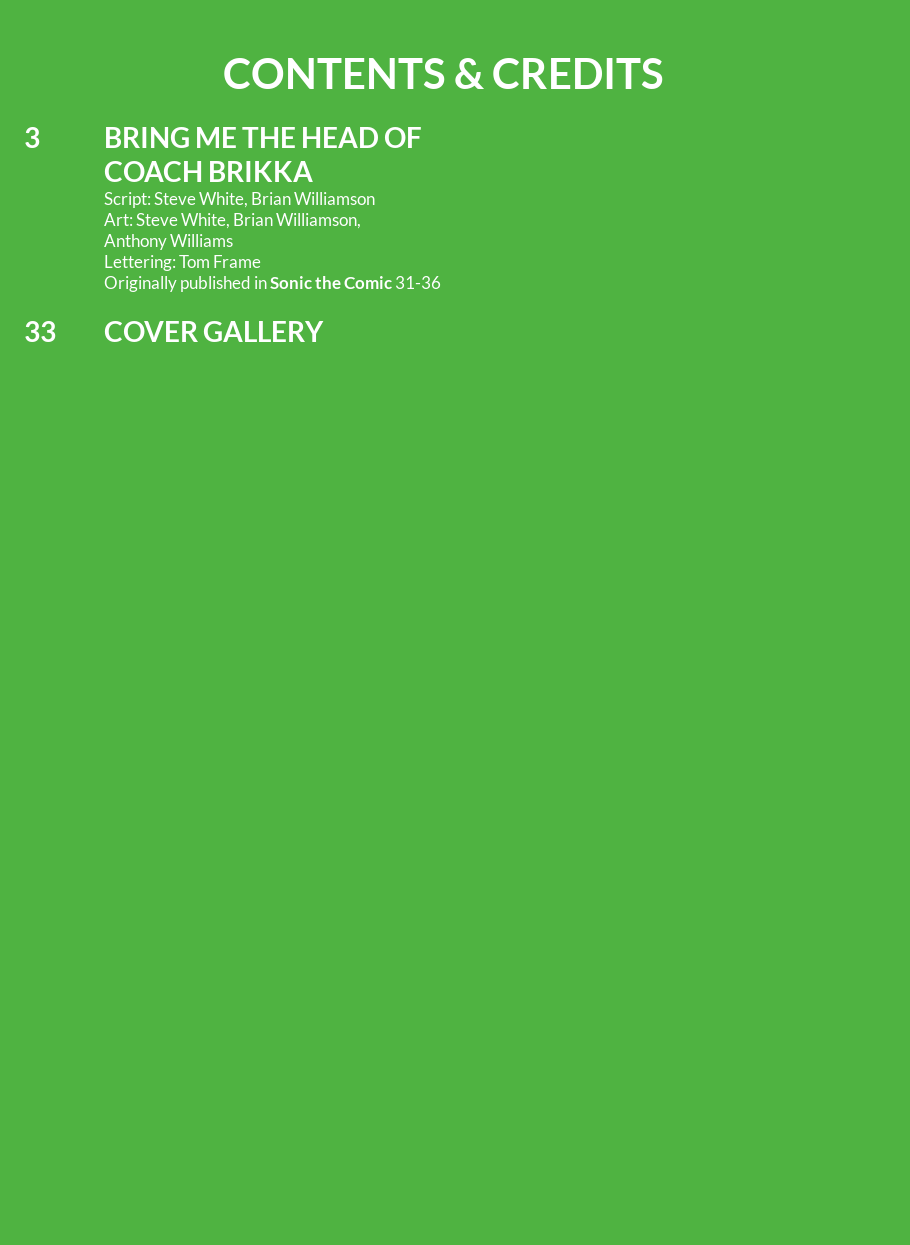 CONTENTS & CREDITS
3 BRING ME THE HEAD OF
COACH BRIKKA
Script: Steve White, Brian Williamson
Art: Steve White, Brian Williamson,
Anthony Williams
Lettering: Tom Frame
Originally published in Sonic the Comic 31-36
33 COVER GALLERY